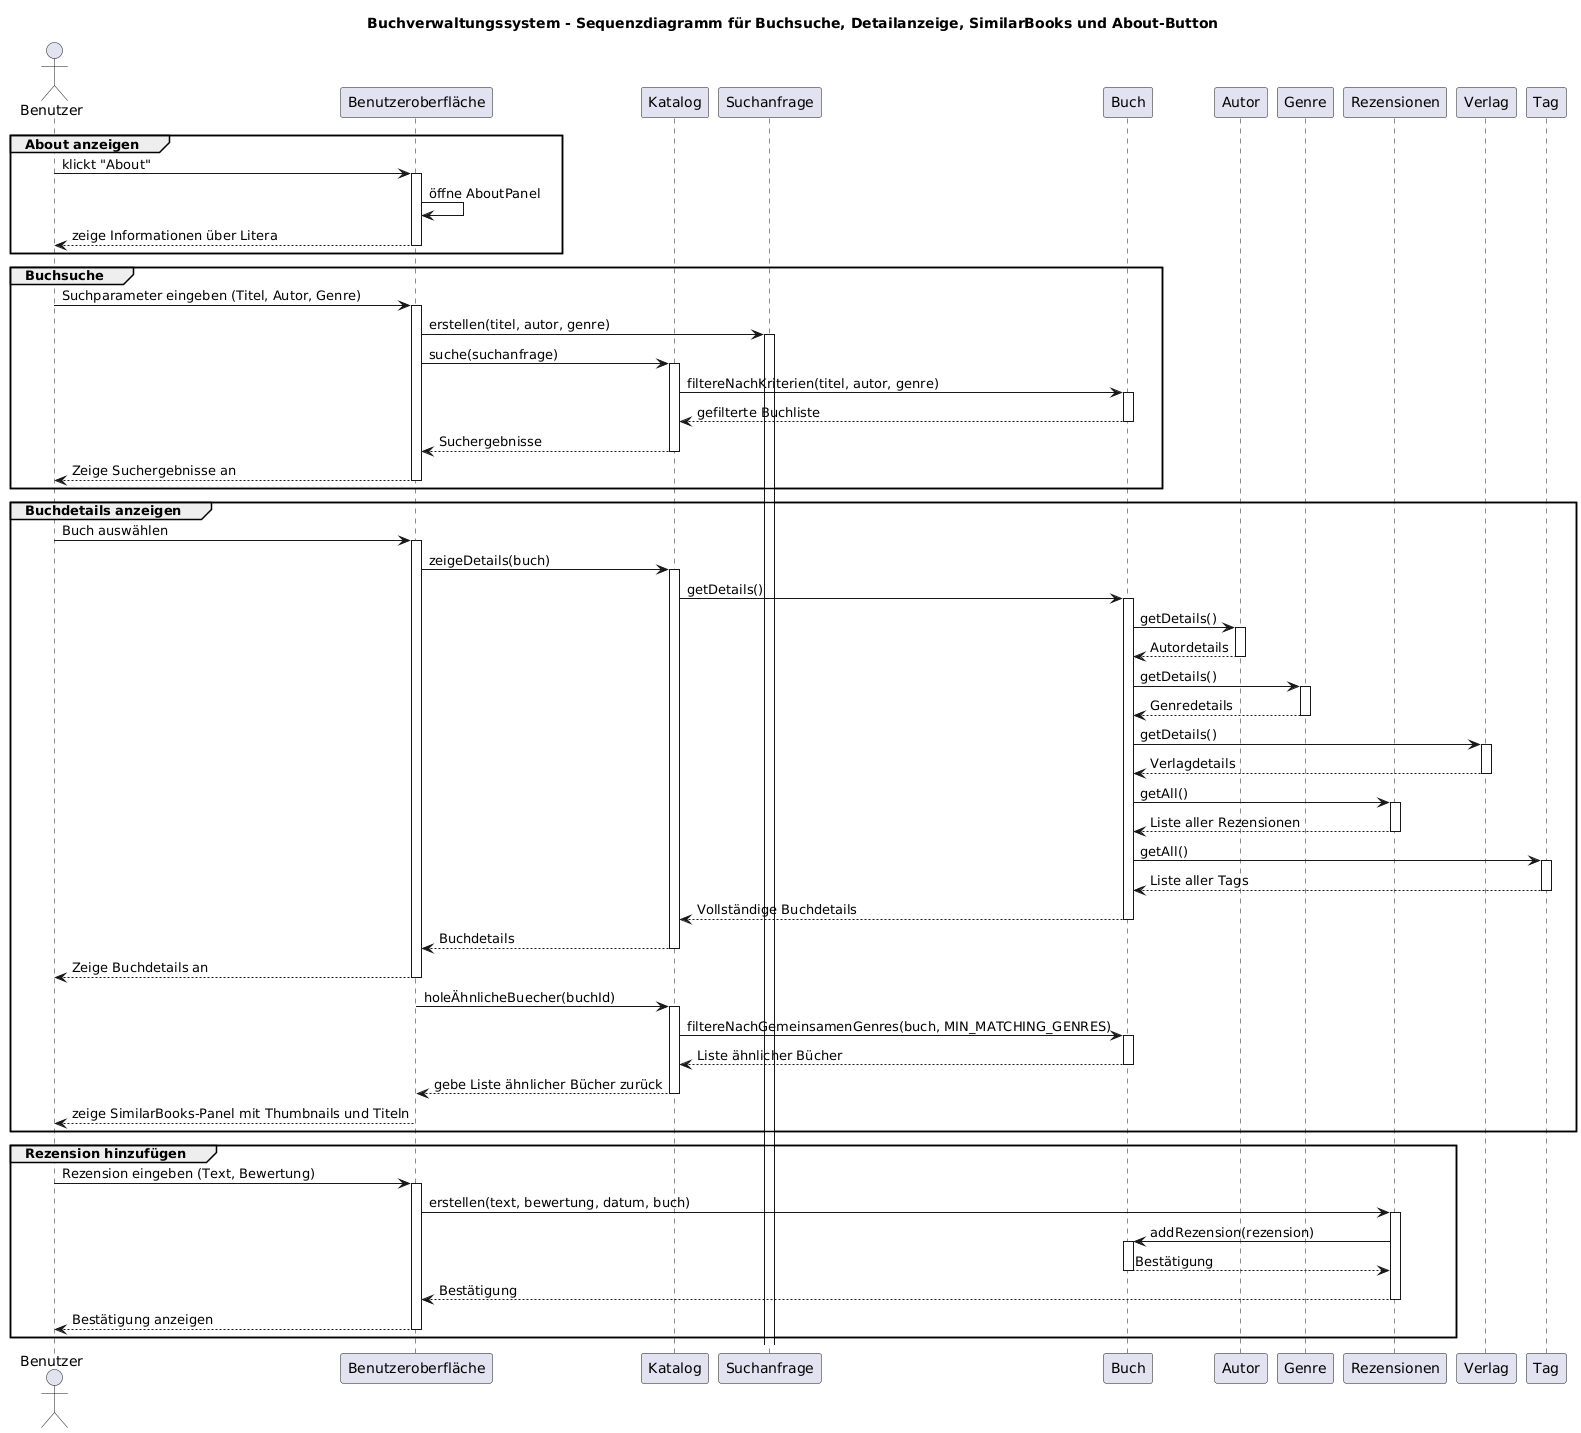 Buchverwaltungssystem - Sequenzdiagramm für Buchsuche, Detailanzeige, SimilarBooks und About-Button
Benutzer
Benutzeroberfläche
Katalog
Suchanfrage
Buch
Autor
Genre
Rezensionen
Verlag
Tag
About anzeigen
klickt "About"
öffne AboutPanel
zeige Informationen über Litera
Buchsuche
Suchparameter eingeben (Titel, Autor, Genre)
erstellen(titel, autor, genre)
suche(suchanfrage)
filtereNachKriterien(titel, autor, genre)
gefilterte Buchliste
Suchergebnisse
Zeige Suchergebnisse an
Buchdetails anzeigen
Buch auswählen
zeigeDetails(buch)
getDetails()
getDetails()
Autordetails
getDetails()
Genredetails
getDetails()
Verlagdetails
getAll()
Liste aller Rezensionen
getAll()
Liste aller Tags
Vollständige Buchdetails
Buchdetails
Zeige Buchdetails an
holeÄhnlicheBuecher(buchId)
filtereNachGemeinsamenGenres(buch, MIN_MATCHING_GENRES)
Liste ähnlicher Bücher
gebe Liste ähnlicher Bücher zurück
zeige SimilarBooks-Panel mit Thumbnails und Titeln
Rezension hinzufügen
Rezension eingeben (Text, Bewertung)
erstellen(text, bewertung, datum, buch)
addRezension(rezension)
Bestätigung
Bestätigung
Bestätigung anzeigen
Benutzer
Benutzeroberfläche
Katalog
Suchanfrage
Buch
Autor
Genre
Rezensionen
Verlag
Tag